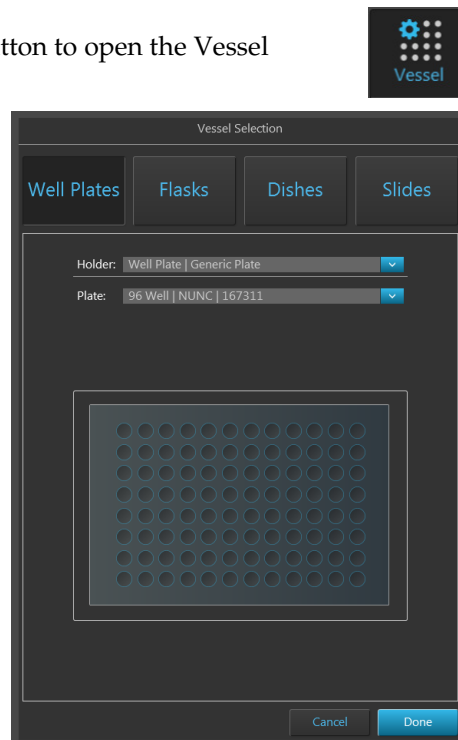 tton to open the Vessel
Vessel
Vessel Selection
Well Plates Flasks Dishes Slides
Holder: Well Plate | Generic Plate
Plate: 96 Well | NUNC | 167311
Cancel Done